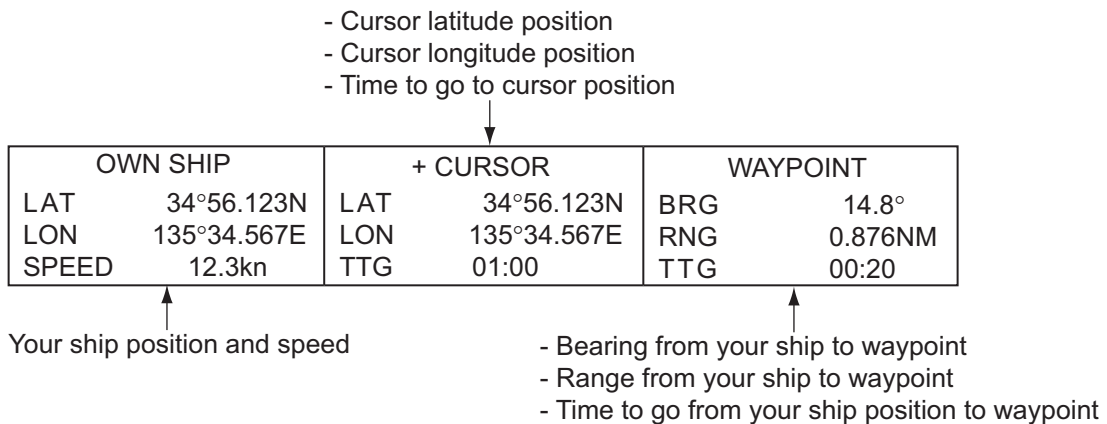 - Cursor latitude position
- Cursor longitude position
- Time to go to cursor position
OWN SHIP
LAT 34°56.123N
LON 135°34.567E
SPEED 12.3kn
+ CURSOR
LAT 34°56.123N
LON 135°34.567E
TTG 01:00
WAYPOINT
BRG 14.8°
RNG 0.876NM
TTG 00:20
Your ship position and speed
- Bearing from your ship to waypoint
- Range from your ship to waypoint
- Time to go from your ship position to waypoint